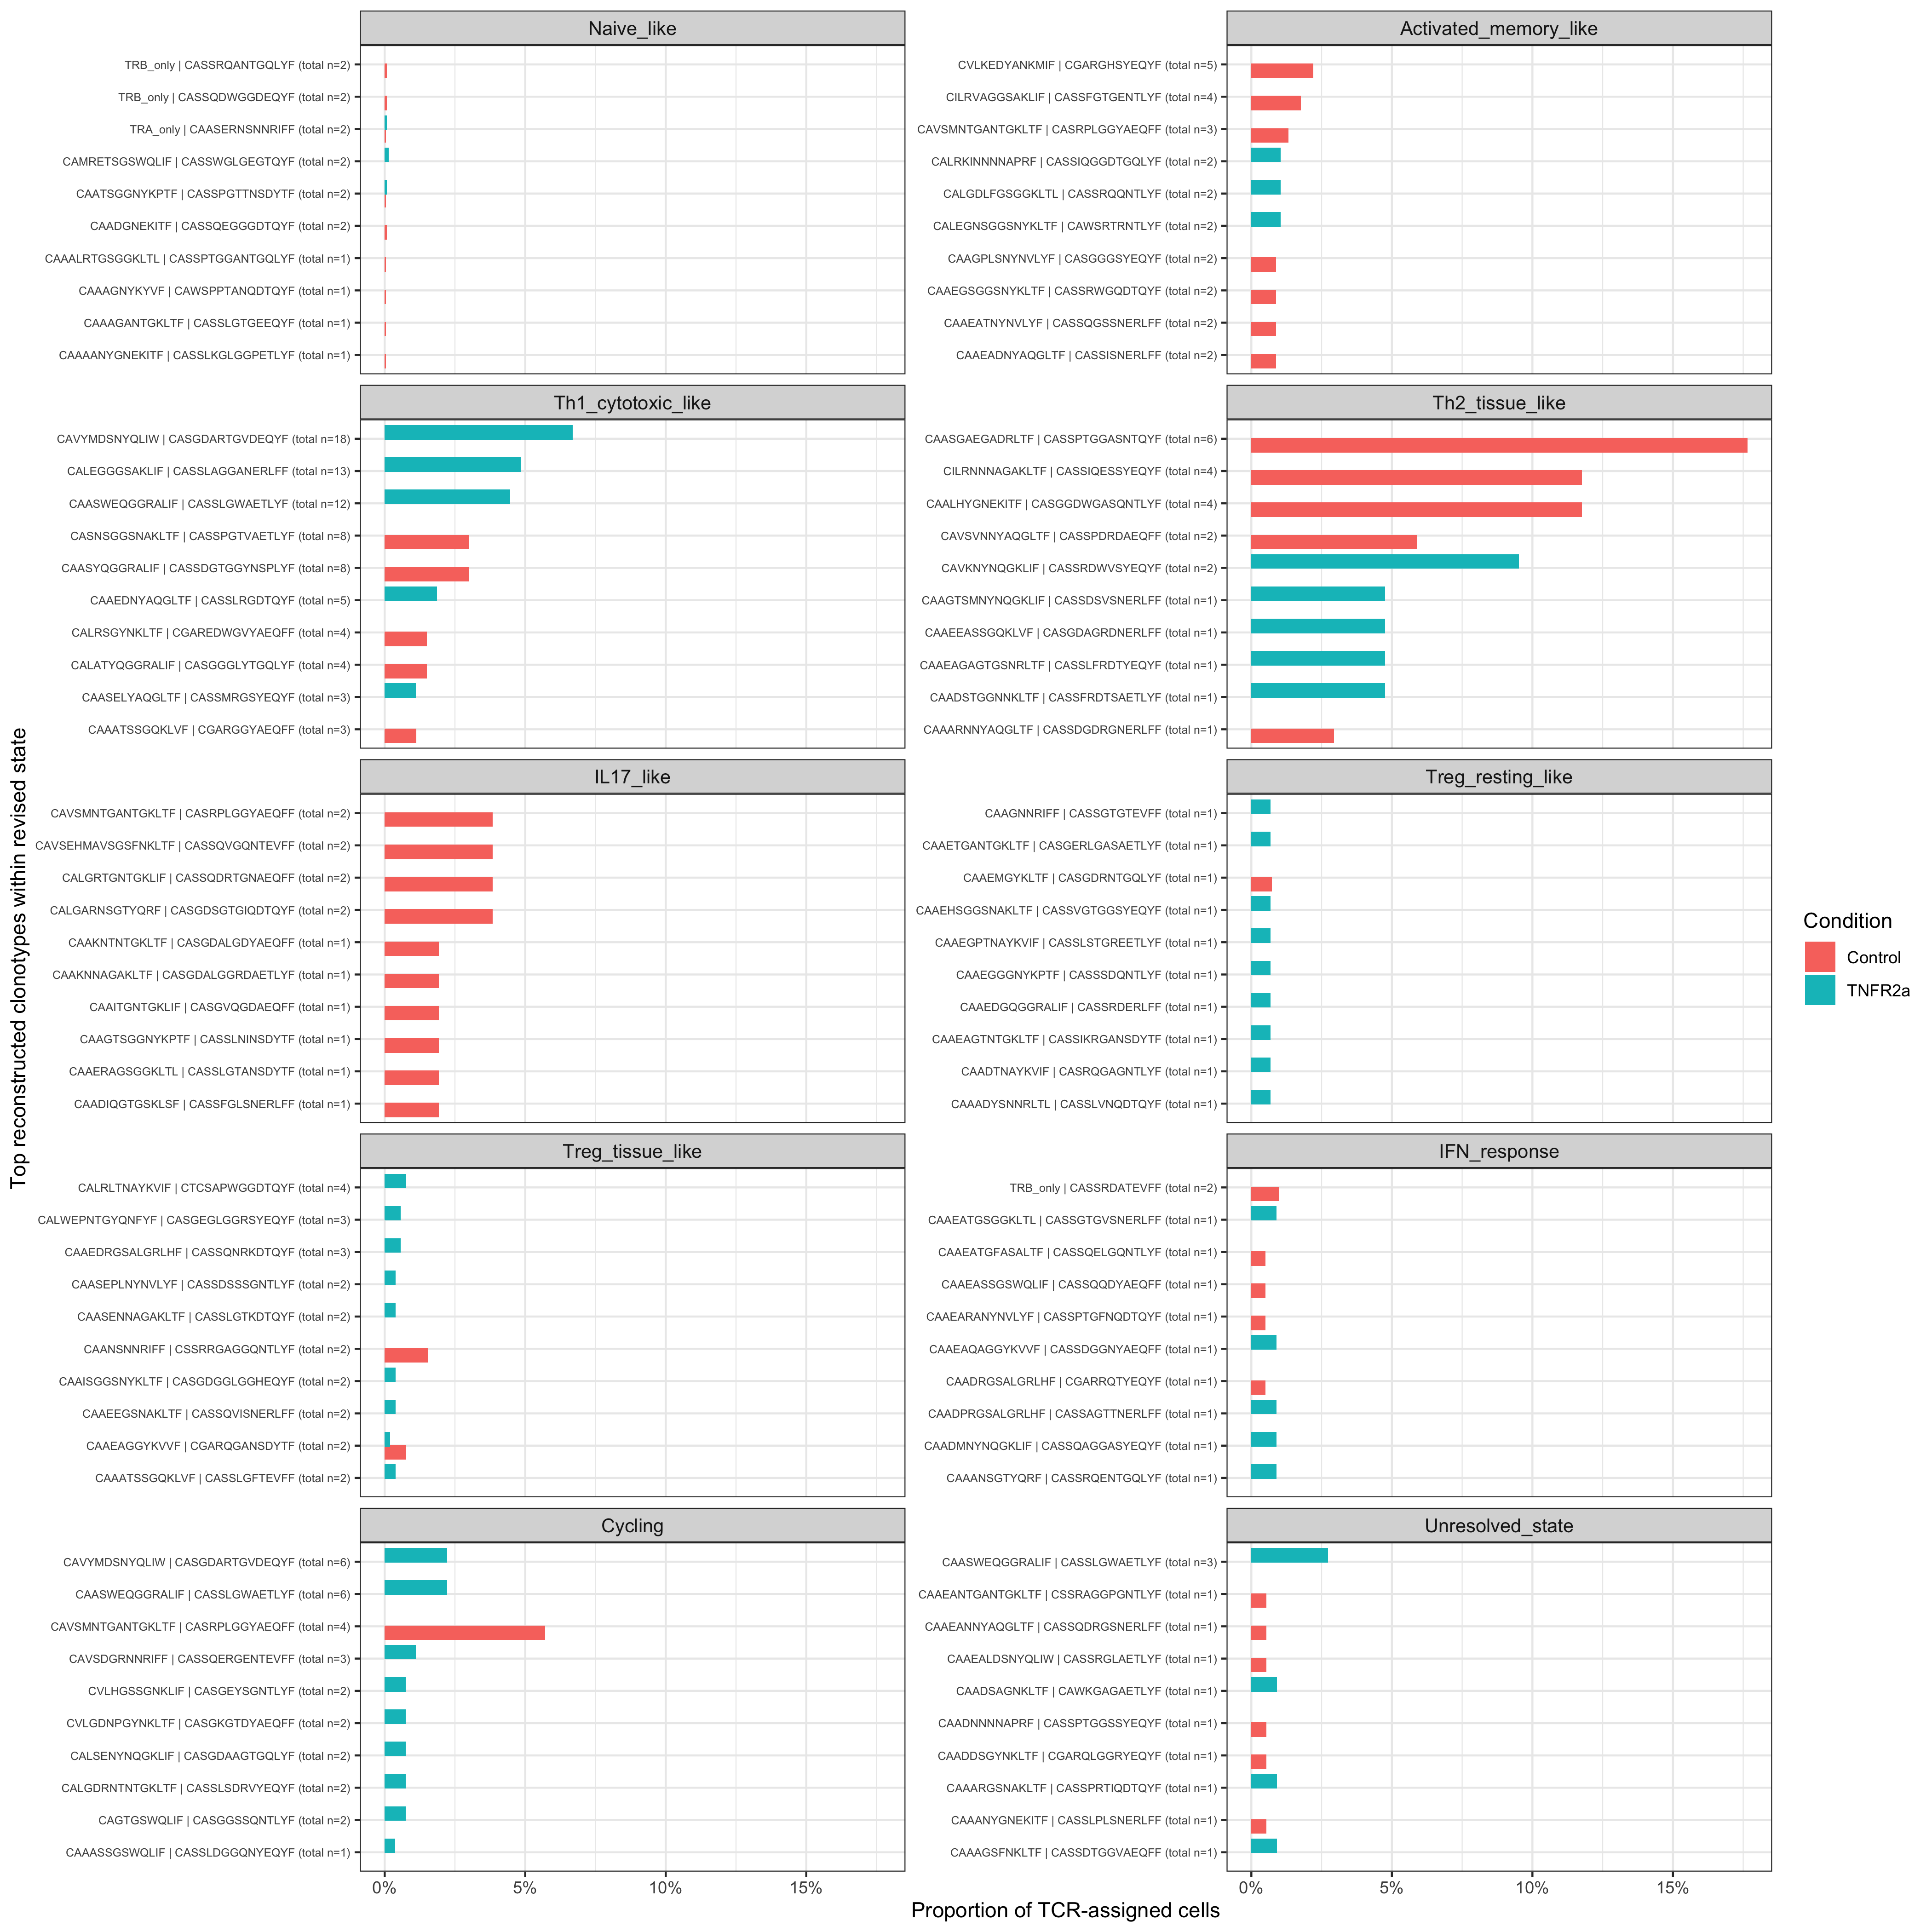 Naive_like
TRB_only | CASSRQANTGQLYF (total n=2)
TRB_only | CASSQDWGGDEQYF (total n=2)
TRA_only | CAASERNSNNRIFF (total n=2)
CAMRETSGSWQLIF | CASSWGLGEGTQYF (total n=2)
CAATSGGNYKPTF | CASSPGTTNSDYTF (total n=2)
CAADGNEKITF | CASSQEGGGDTQYF (total n=2)
CAAALRTGSGGKLTL | CASSPTGGANTGQLYF (total n=1)
CAAAGNYKYVF | CAWSPPTANQDTQYF (total n=1)
CAAAGANTGKLTF | CASSLGTGEEQYF (total n=1)
CAAAANYGNEKITF | CASSLKGLGGPETLYF (total n=1)
Activated_memory_like
CVLKEDYANKMIF | CGARGHSYEQYF (total n=5)
CILRVAGGSAKLIF | CASSFGTGENTLYF (total n=4)
CAVSMNTGANTGKLTF | CASRPLGGYAEQFF (total n=3)
CALRKINNNNAPRF | CASSIQGGDTGQLYF (total n=2)
CALGDLFGSGGKLTL | CASSRQQNTLYF (total n=2)
CALEGNSGGSNYKLTF | CAWSRTRNTLYF (total n=2)
CAAGPLSNYNVLYF | CASGGGSYEQYF (total n=2)
CAAEGSGGSNYKLTF | CASSRWGQDTQYF (total n=2)
CAAEATNYNVLYF | CASSQGSSNERLFF (total n=2)
CAAEADNYAQGLTF | CASSISNERLFF (total n=2)
Th1_cytotoxic_like
CAVYMDSNYQLIW | CASGDARTGVDEQYF (total n=18)
CALEGGGSAKLIF | CASSLAGGANERLFF (total n=13)
CAASWEQGGRALIF | CASSLGWAETLYF (total n=12)
CASNSGGSNAKLTF | CASSPGTVAETLYF (total n=8)
CAASYQGGRALIF | CASSDGTGGYNSPLYF (total n=8)
CAAEDNYAQGLTF | CASSLRGDTQYF (total n=5)
CALRSGYNKLTF | CGAREDWGVYAEQFF (total n=4)
CALATYQGGRALIF | CASGGGLYTGQLYF (total n=4)
CAASELYAQGLTF | CASSMRGSYEQYF (total n=3)
CAAATSSGQKLVF | CGARGGYAEQFF (total n=3)
Th2_tissue_like
CAASGAEGADRLTF | CASSPTGGASNTQYF (total n=6)
CILRNNNAGAKLTF | CASSIQESSYEQYF (total n=4)
CAALHYGNEKITF | CASGGDWGASQNTLYF (total n=4)
CAVSVNNYAQGLTF | CASSPDRDAEQFF (total n=2)
CAVKNYNQGKLIF | CASSRDWVSYEQYF (total n=2)
CAAGTSMNYNQGKLIF | CASSDSVSNERLFF (total n=1)
CAAEEASSGQKLVF | CASGDAGRDNERLFF (total n=1)
CAAEAGAGTGSNRLTF | CASSLFRDTYEQYF (total n=1)
CAADSTGGNNKLTF | CASSFRDTSAETLYF (total n=1)
CAAARNNYAQGLTF | CASSDGDRGNERLFF (total n=1)
IL17_like
CAVSMNTGANTGKLTF | CASRPLGGYAEQFF (total n=2)
CAVSEHMAVSGSFNKLTF | CASSQVGQNTEVFF (total n=2)
CALGRTGNTGKLIF | CASSQDRTGNAEQFF (total n=2)
CALGARNSGTYQRF | CASGDSGTGIQDTQYF (total n=2)
CAAKNTNTGKLTF | CASGDALGDYAEQFF (total n=1)
CAAKNNAGAKLTF | CASGDALGGRDAETLYF (total n=1)
CAAITGNTGKLIF | CASGVQGDAEQFF (total n=1)
CAAGTSGGNYKPTF | CASSLNINSDYTF (total n=1)
CAAERAGSGGKLTL | CASSLGTANSDYTF (total n=1)
CAADIQGTGSKLSF | CASSFGLSNERLFF (total n=1)
Treg_resting_like
CAAGNNRIFF | CASSGTGTEVFF (total n=1)
CAAETGANTGKLTF | CASGERLGASAETLYF (total n=1)
CAAEMGYKLTF | CASGDRNTGQLYF (total n=1)
CAAEHSGGSNAKLTF | CASSVGTGGSYEQYF (total n=1)
CAAEGPTNAYKVIF | CASSLSTGREETLYF (total n=1)
CAAEGGGNYKPTF | CASSSDQNTLYF (total n=1)
CAAEDGQGGRALIF | CASSRDERLFF (total n=1)
CAAEAGTNTGKLTF | CASSIKRGANSDYTF (total n=1)
CAADTNAYKVIF | CASRQGAGNTLYF (total n=1)
CAAADYSNNRLTL | CASSLVNQDTQYF (total n=1)
Treg_tissue_like
CALRLTNAYKVIF | CTCSAPWGGDTQYF (total n=4)
CALWEPNTGYQNFYF | CASGEGLGGRSYEQYF (total n=3)
CAAEDRGSALGRLHF | CASSQNRKDTQYF (total n=3)
CAASEPLNYNVLYF | CASSDSSSGNTLYF (total n=2)
CAASENNAGAKLTF | CASSLGTKDTQYF (total n=2)
CAANSNNRIFF | CSSRRGAGGQNTLYF (total n=2)
CAAISGGSNYKLTF | CASGDGGLGGHEQYF (total n=2)
CAAEEGSNAKLTF | CASSQVISNERLFF (total n=2)
CAAEAGGYKVVF | CGARQGANSDYTF (total n=2)
CAAATSSGQKLVF | CASSLGFTEVFF (total n=2)
IFN_response
TRB_only | CASSRDATEVFF (total n=2)
CAAEATGSGGKLTL | CASSGTGVSNERLFF (total n=1)
CAAEATGFASALTF | CASSQELGQNTLYF (total n=1)
CAAEASSGSWQLIF | CASSQQDYAEQFF (total n=1)
CAAEARANYNVLYF | CASSPTGFNQDTQYF (total n=1)
CAAEAQAGGYKVVF | CASSDGGNYAEQFF (total n=1)
CAADRGSALGRLHF | CGARRQTYEQYF (total n=1)
CAADPRGSALGRLHF | CASSAGTTNERLFF (total n=1)
CAADMNYNQGKLIF | CASSQAGGASYEQYF (total n=1)
CAAANSGTYQRF | CASSRQENTGQLYF (total n=1)
Cycling
CAVYMDSNYQLIW | CASGDARTGVDEQYF (total n=6)
CAASWEQGGRALIF | CASSLGWAETLYF (total n=6)
CAVSMNTGANTGKLTF | CASRPLGGYAEQFF (total n=4)
CAVSDGRNNRIFF | CASSQERGENTEVFF (total n=3)
CVLHGSSGNKLIF | CASGEYSGNTLYF (total n=2)
CVLGDNPGYNKLTF | CASGKGTDYAEQFF (total n=2)
CALSENYNQGKLIF | CASGDAAGTGQLYF (total n=2)
CALGDRNTNTGKLTF | CASSLSDRVYEQYF (total n=2)
CAGTGSWQLIF | CASGGSSQNTLYF (total n=2)
CAAASSGSWQLIF | CASSLDGGQNYEQYF (total n=1)
Unresolved_state
CAASWEQGGRALIF | CASSLGWAETLYF (total n=3)
CAAEANTGANTGKLTF | CSSRAGGPGNTLYF (total n=1)
CAAEANNYAQGLTF | CASSQDRGSNERLFF (total n=1)
CAAEALDSNYQLIW | CASSRGLAETLYF (total n=1)
CAADSAGNKLTF | CAWKGAGAETLYF (total n=1)
CAADNNNNAPRF | CASSPTGGSSYEQYF (total n=1)
CAADDSGYNKLTF | CGARQLGGRYEQYF (total n=1)
CAAARGSNAKLTF | CASSPRTIQDTQYF (total n=1)
CAAANYGNEKITF | CASSLPLSNERLFF (total n=1)
CAAAGSFNKLTF | CASSDTGGVAEQFF (total n=1)
0% 5% 10% 15%
0% 5% 10% 15%
Proportion of TCR-assigned cells
Top reconstructed clonotypes within revised state
Condition
Control
TNFR2a